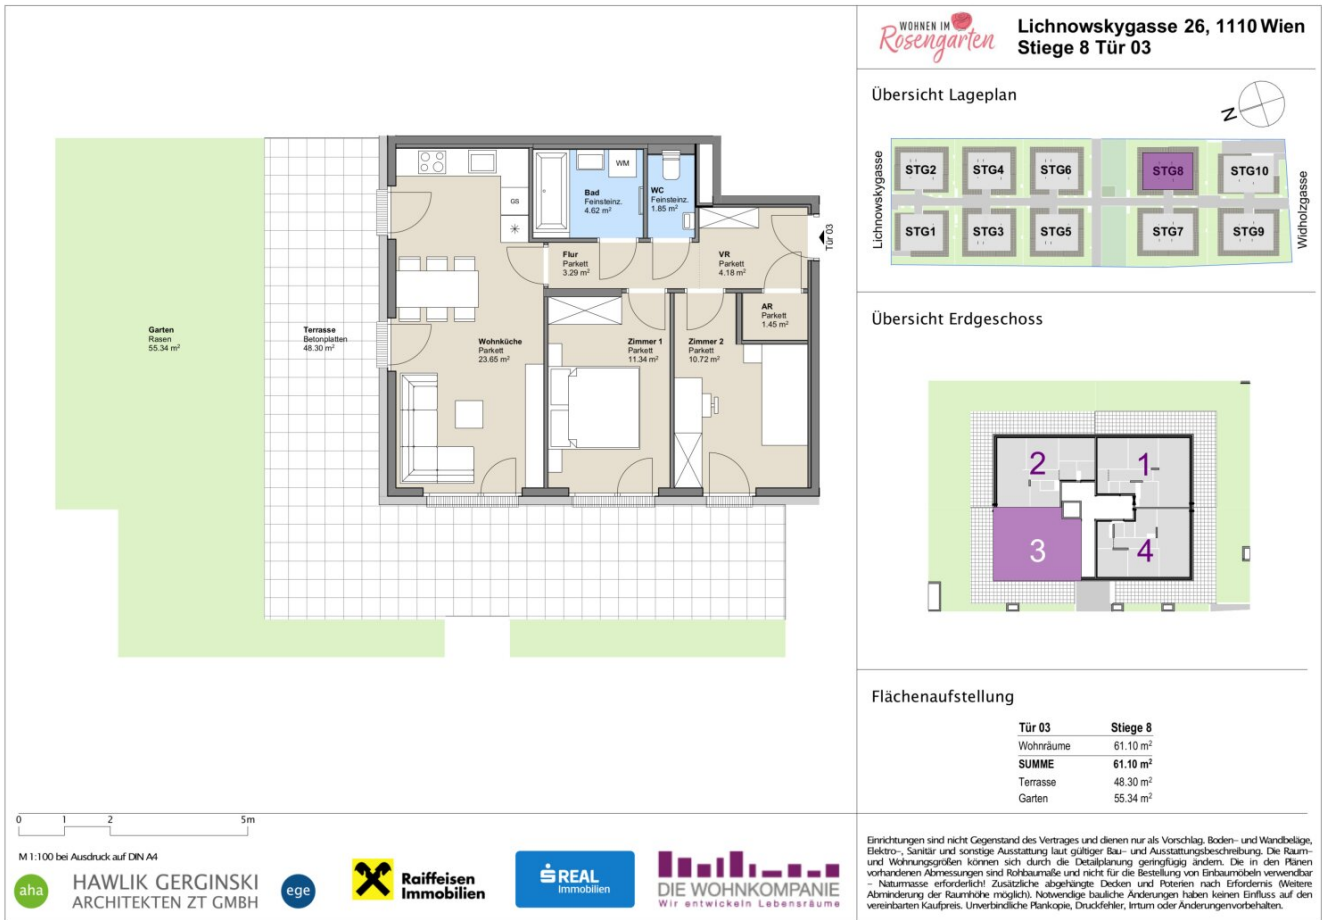 WOHNEN IM
Rosengarten
Lichnowskygasse 26, 1110 Wien
Stiege 8 Tür 03
Übersicht Lageplan
N
Lichnowskygasse
STG2
STG4
STG6
STG8
STG10
STG1
STG3
STG5
STG7
STG9
Widholzgasse
Übersicht Erdgeschoss
2
1
3
4
Bad
Feinsteinz.
4.62 m²
WM
WC
Feinsteinz.
1.85 m²
GS
Flur
Parkett
3.29 m²
VR
Parkett
4.18 m²
Tür 03
AR
Parkett
1.45 m²
Garten
Rasen
55.34 m²
Terrasse
Betonplatten
48.30 m²
Wohnküche
Parkett
23.65 m²
Zimmer 1
Parkett
11.34 m²
Zimmer 2
Parkett
10.72 m²
Flächenaufstellung
Tür 03 Stiege 8
Wohnräume 61.10 m²
SUMME 61.10 m²
Terrasse 48.30 m²
Garten 55.34 m²
0 1 2 5m
M 1:100 bei Ausdruck auf DIN A4
aha
HAWLIK GERGINSKI
ARCHITEKTEN ZT GMBH
ege
Raiffeisen
Immobilien
S REAL
Immobilien
DIE WOHNKOMPANIE
Wir entwickeln Lebensräume
Einrichtungen sind nicht Gegenstand des Vertrages und dienen nur als Vorschlag. Boden- und Wandbeläge,
Elektro-, Sanitär und sonstige Ausstattung laut gültiger Bau- und Ausstattungsbeschreibung. Die Raum-
und Wohnungsgrößen können sich durch die Detailplanung geringfügig ändern. Die in den Plänen
vorhandenen Abmessungen sind Rohbaumaße und nicht für die Bestellung von Einbaumöbeln verwendbar
- Naturmasse erforderlich! Zusätzliche abgehängte Decken und Poterien nach Erfordernis (Weitere
Abminderung der Raumhöhe möglich). Notwendige bauliche Änderungen haben keinen Einfluss auf den
vereinbarten Kaufpreis. Unverbindliche Plankopie, Druckfehler, Irrtum oder Änderungenvorbehalten.